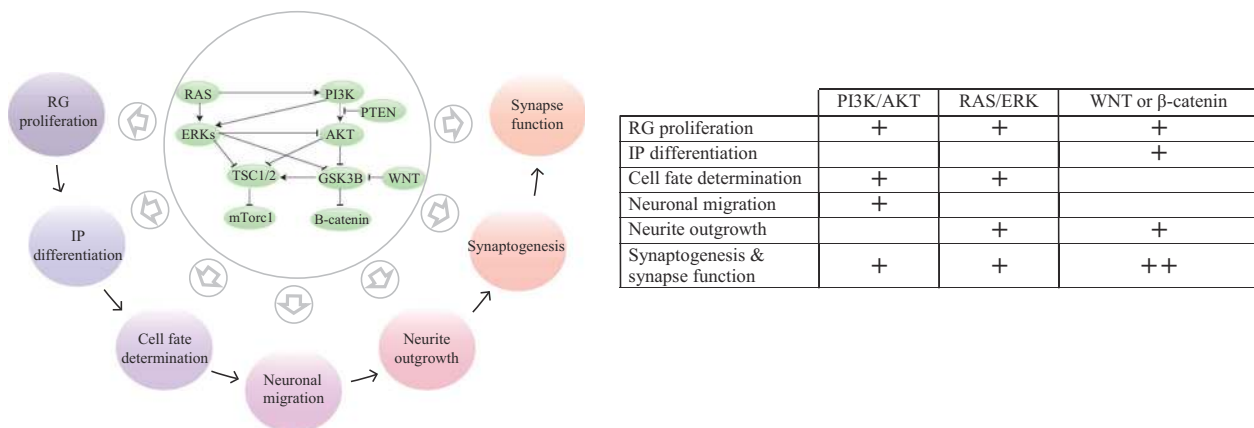 RG
proliferation
IP
differentiation
Cell fate
determination
Neuronal
migration
Neurite
outgrowth
Synaptogenesis
Synapse
function
RAS
PI3K
PTEN
ERKs
AKT
TSC1/2
GSK3B
WNT
mTorc1
B-catenin
PI3K/AKT RAS/ERK WNT or β-catenin
RG proliferation + + +
IP differentiation +
Cell fate determination + +
Neuronal migration +
Neurite outgrowth + +
Synaptogenesis &
synapse function + + ++